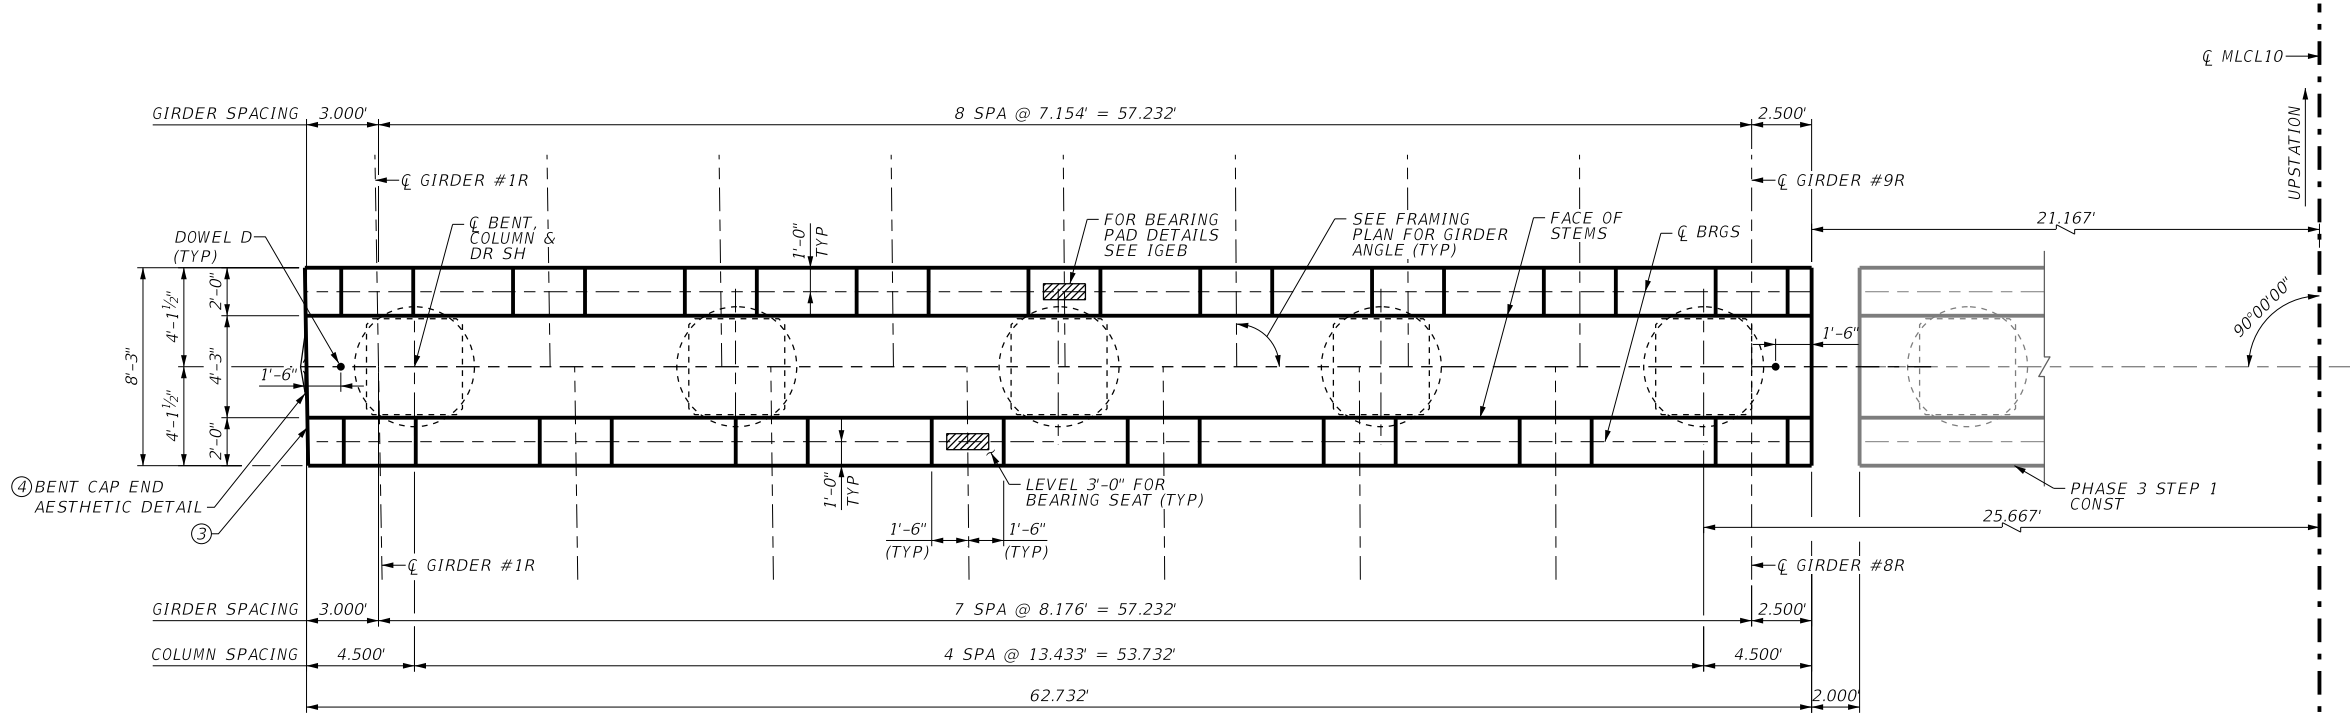 ℄ MLCL10
UPSTATION
GIRDER SPACING 3.000' 8 SPA @ 7.154' = 57.232' 2.500'
℄ GIRDER #1R
℄ GIRDER #9R
21.167'
DOWEL D
(TYP)
℄ BENT,
COLUMN &
DR SH
1'-0"
TYP
FOR BEARING
PAD DETAILS
SEE IGEB
SEE FRAMING
PLAN FOR GIRDER
ANGLE (TYP)
FACE OF
STEMS
℄ BRGS
8'-3"
4'-1½"
4'-1½"
2'-0"
4'-3"
2'-0"
1'-6"
1'-6"
90°00'00"
④ BENT CAP END
AESTHETIC DETAIL
③
1'-0"
TYP
LEVEL 3'-0" FOR
BEARING SEAT (TYP)
1'-6"
(TYP)
1'-6"
(TYP)
PHASE 3 STEP 1
CONST
25.667'
℄ GIRDER #1R
℄ GIRDER #8R
GIRDER SPACING 3.000' 7 SPA @ 8.176' = 57.232' 2.500'
COLUMN SPACING 4.500' 4 SPA @ 13.433' = 53.732' 4.500'
62.732' 2.000'